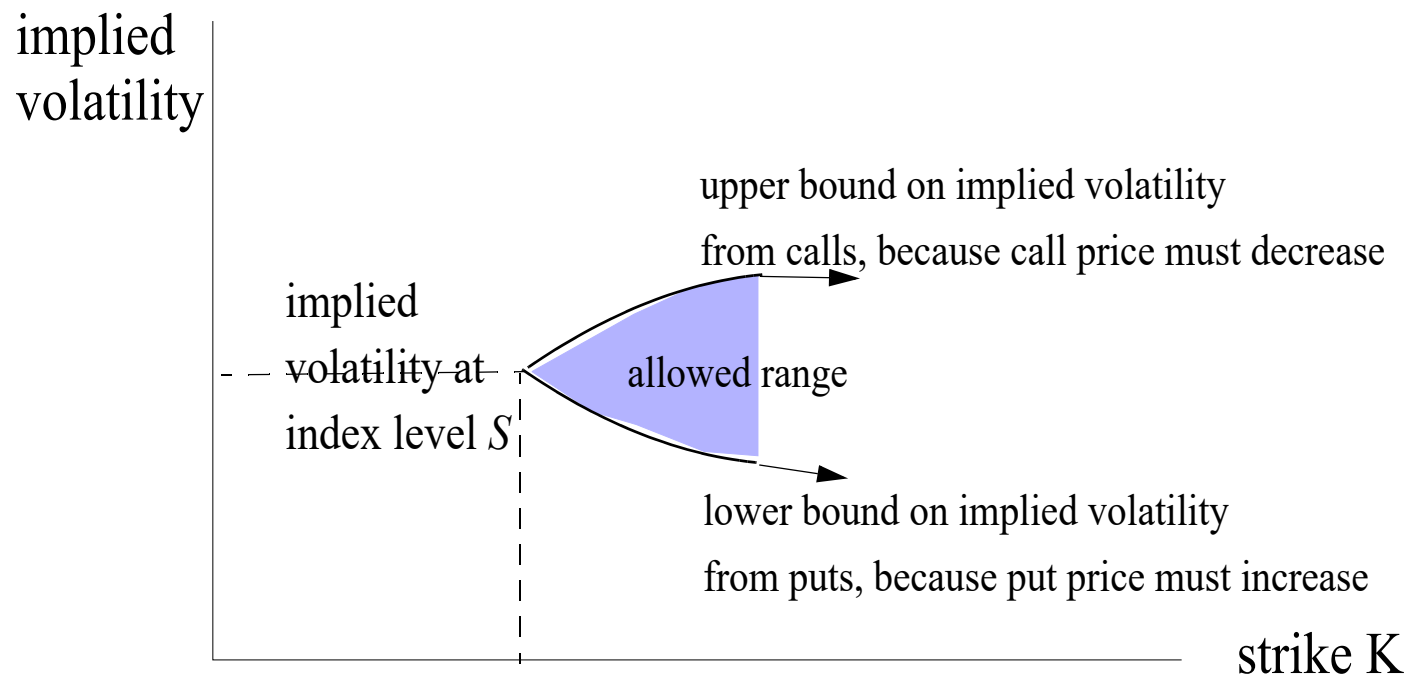 implied
volatility
upper bound on implied volatility
from calls, because call price must decrease
implied
volatility at
index level S
allowed range
lower bound on implied volatility
from puts, because put price must increase
strike K